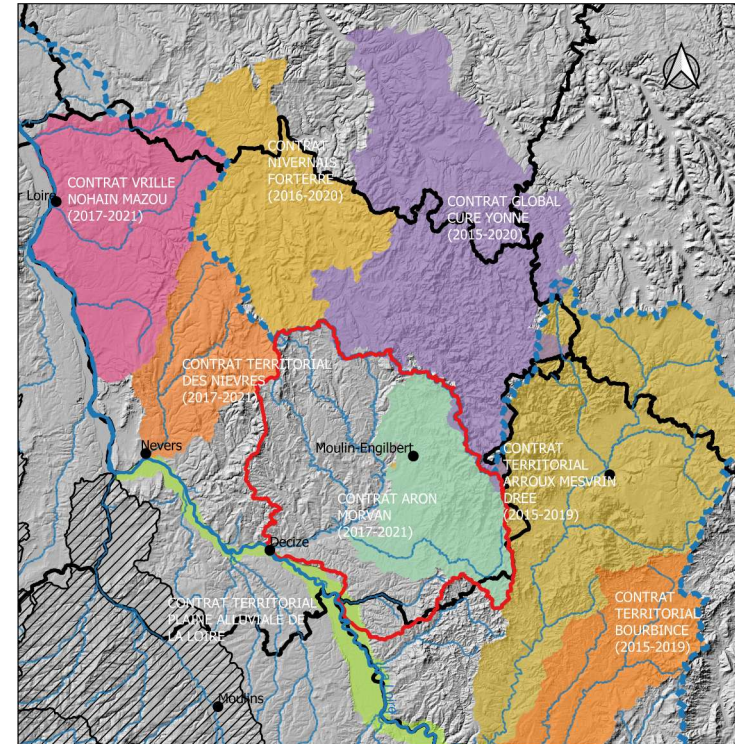 CONTRAT
NIVERNAIS
FORTERRE
(2016-2020)
CONTRAT VRILLE
NOHAIN MAZOU
(2017-2021)
r Loire
CONTRAT GLOBAL
CURE YONNE
(2015-2020)
CONTRAT TERRITORIAL
DES NIEVRES
(2017-2021)
Nevers
Moulin-Engilbert
CONTRAT
TERRITORIAL
ARROUX MESVRIN
DREE
(2015-2019)
CONTRAT ARON
MORVAN
(2017-2021)
Decize
CONTRAT TERRITORIAL
PLAINE ALLUVIALE DE
LA LOIRE
CONTRAT
TERRITORIAL
BOURBINCE
(2015-2019)
Moulins